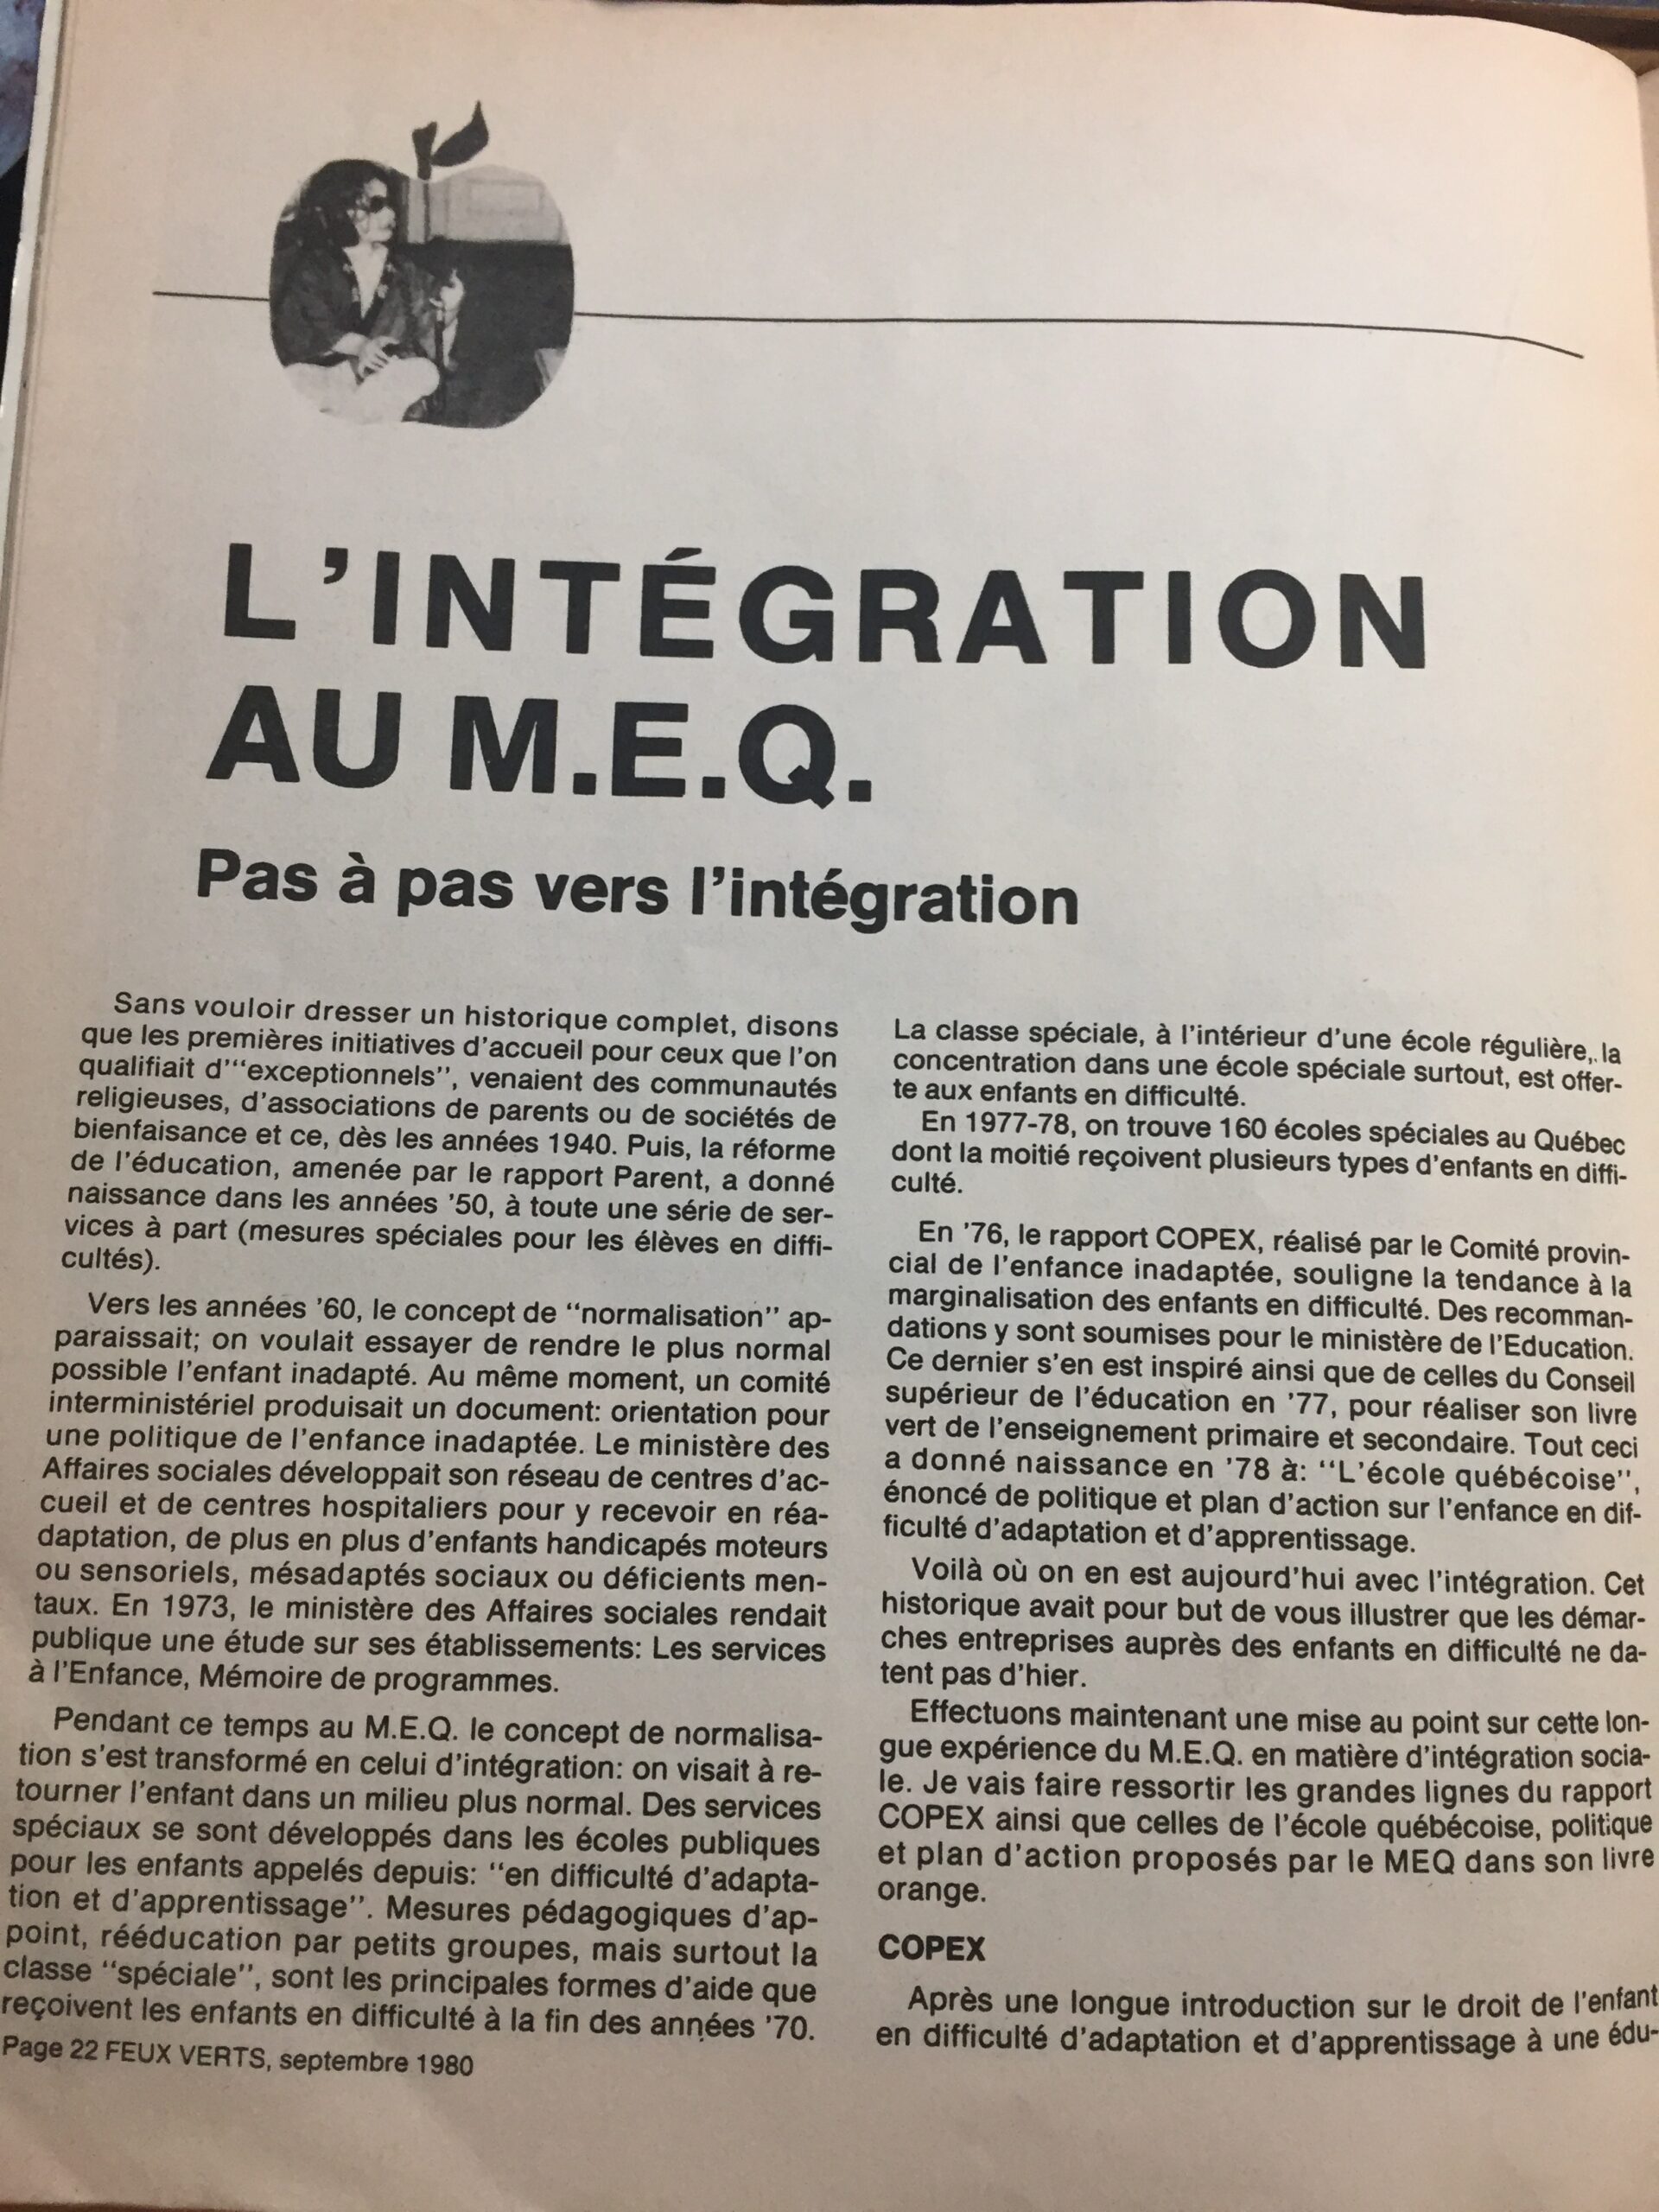 L'INTÉGRATION
AU M.E.Q.
Pas à pas vers l'intégration
Sans vouloir dresser un historique complet, disons
que les premières initiatives d'accueil pour ceux que l'on
qualifiait d'"'exceptionnels", venaient des communautés
religieuses, d'associations de parents ou de sociétés de
bienfaisance et ce, dès les années 1940. Puis, la réforme
de l'éducation, amenée par le rapport Parent, a donné
naissance dans les années '50, à toute une série de ser-
vices à part (mesures spéciales pour les élèves en diffi-
cultés).
Vers les années '60, le concept de "normalisation" ap-
paraissait; on voulait essayer de rendre le plus normal
possible l'enfant inadapté. Au même moment, un comité
interministériel produisait un document: orientation pour
une politique de l'enfance inadaptée. Le ministère des
Affaires sociales développait son réseau de centres d'ac-
cueil et de centres hospitaliers pour y recevoir en réa-
daptation, de plus en plus d'enfants handicapés moteurs
ou sensoriels, mésadaptés sociaux ou déficients men-
taux. En 1973, le ministère des Affaires sociales rendait
publique une étude sur ses établissements: Les services
à l'Enfance, Mémoire de programmes.
Pendant ce temps au M.E.Q. le concept de normalisa-
tion s'est transformé en celui d'intégration: on visait à re-
tourner l'enfant dans un milieu plus normal. Des services
spéciaux se sont développés dans les écoles publiques
pour les enfants appelés depuis: "en difficulté d'adapta-
tion et d'apprentissage". Mesures pédagogiques d'ap-
point, rééducation par petits groupes, mais surtout la
classe "spéciale", sont les principales formes d'aide que
reçoivent les enfants en difficulté à la fin des années '70.
La classe spéciale, à l'intérieur d'une école régulière, la
concentration dans une école spéciale surtout, est offer-
te aux enfants en difficulté.
En 1977-78, on trouve 160 écoles spéciales au Québec
dont la moitié reçoivent plusieurs types d'enfants en diffi-
culté.
En '76, le rapport COPEX, réalisé par le Comité provin-
cial de l'enfance inadaptée, souligne la tendance à la
marginalisation des enfants en difficulté. Des recomman-
dations y sont soumises pour le ministère de l'Education.
Ce dernier s'en est inspiré ainsi que de celles du Conseil
supérieur de l'éducation en '77, pour réaliser son livre
vert de l'enseignement primaire et secondaire. Tout ceci
a donné naissance en '78 à: "L'école québécoise",
énoncé de politique et plan d'action sur l'enfance en dif-
ficulté d'adaptation et d'apprentissage.
Voilà où on en est aujourd'hui avec l'intégration. Cet
historique avait pour but de vous illustrer que les démar-
ches entreprises auprès des enfants en difficulté ne da-
tent pas d'hier.
Effectuons maintenant une mise au point sur cette lon-
gue expérience du M.E.Q. en matière d'intégration socia-
le. Je vais faire ressortir les grandes lignes du rapport
COPEX ainsi que celles de l'école québécoise, politique
et plan d'action proposés par le MEQ dans son livre
orange.
COPEX
Après une longue introduction sur le droit de l'enfant
en difficulté d'adaptation et d'apprentissage à une édu-
Page 22 FEUX VERTS, septembre 1980